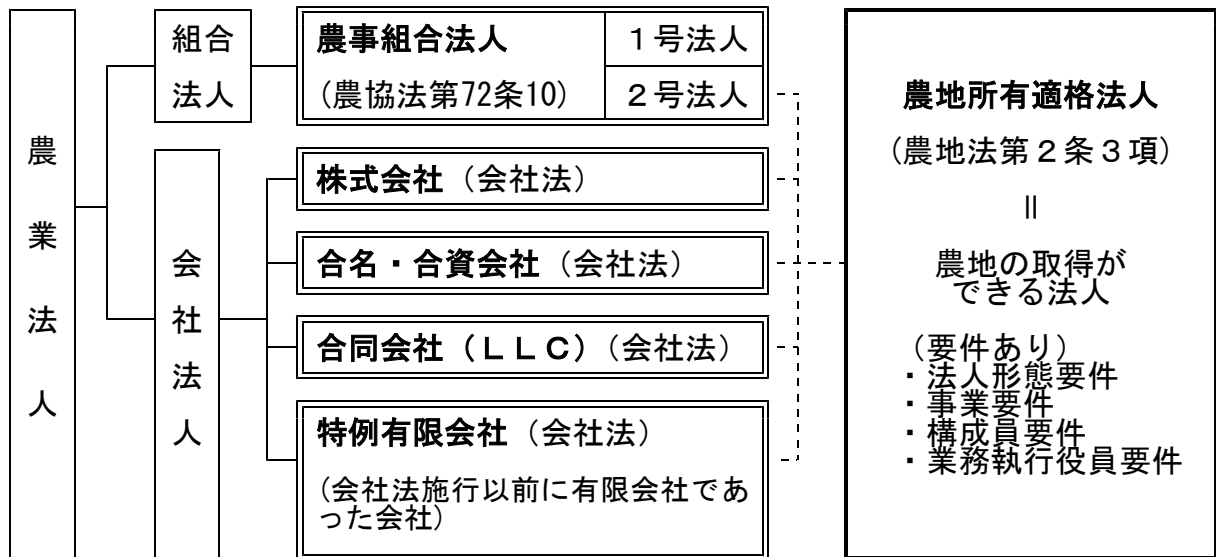 農業法人
組合
法人
農事組合法人
(農協法第72条10)
1号法人
2号法人
会社法人
株式会社（会社法）
合名・合資会社（会社法）
合同会社（ＬＬＣ）（会社法）
特例有限会社（会社法）
(会社法施行以前に有限会社であ
った会社)
農地所有適格法人
（農地法第２条３項）
＝
農地の取得が
できる法人
（要件あり）
・法人形態要件
・事業要件
・構成員要件
・業務執行役員要件